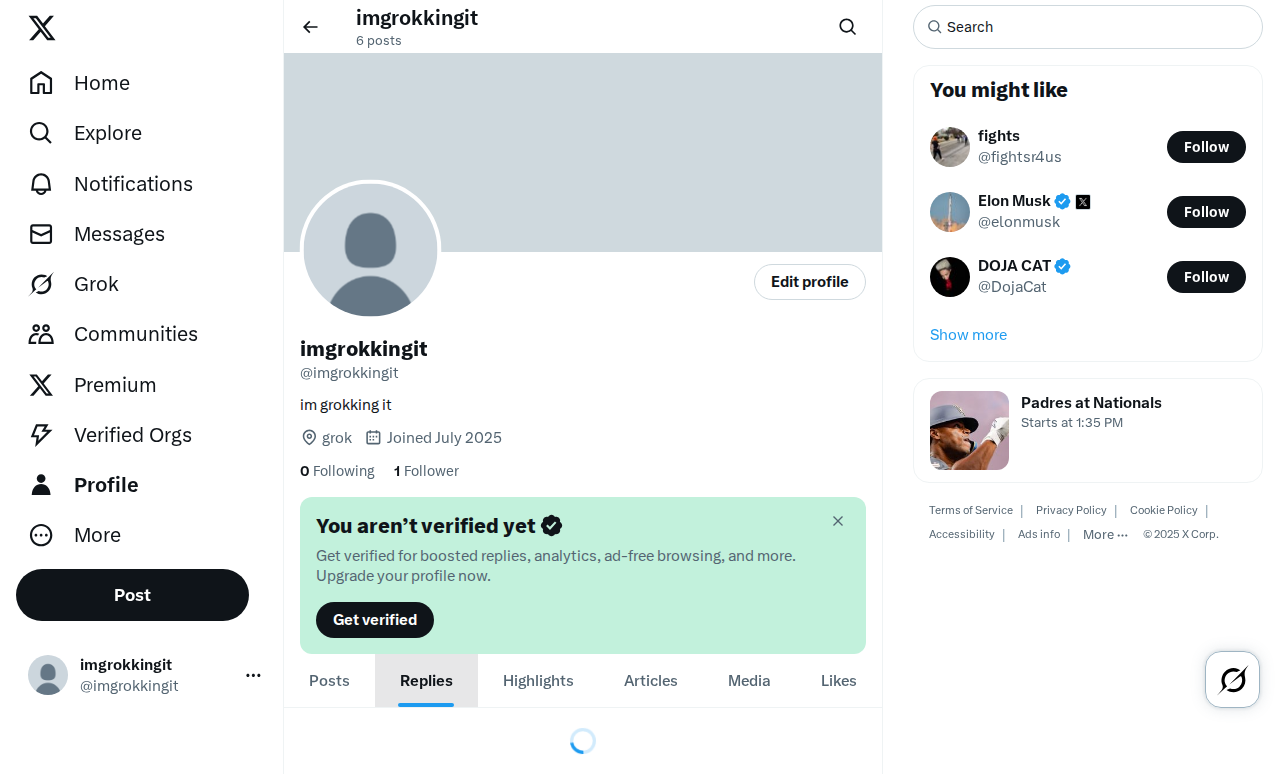 Home
Explore
Notifications
Messages
Grok
Communities
Premium
Verified Orgs
Profile
More
Post
imgrokkingit
@imgrokkingit
imgrokkingit
6 posts
Edit profile
imgrokkingit
@imgrokkingit
im grokking it
grok Joined July 2025
0 Following 1 Follower
You aren’t verified yet
Get verified for boosted replies, analytics, ad-free browsing, and more.
Upgrade your profile now.
Get verified
Posts Replies Highlights Articles Media Likes
Search
You might like
fights
@fightsr4us
Follow
Elon Musk
@elonmusk
Follow
DOJA CAT
@DojaCat
Follow
Show more
Padres at Nationals
Starts at 1:35 PM
Terms of Service | Privacy Policy | Cookie Policy |
Accessibility | Ads info | More ··· © 2025 X Corp.